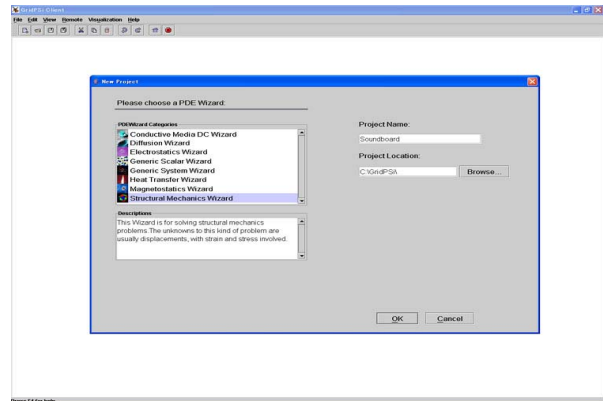 GridPSi Client
File Edit View Remote Visualization Help
New Project
Please choose a PDE Wizard:
PDEWizard Categories
Conductive Media DC Wizard
Diffusion Wizard
Electrostatics Wizard
Generic Scalar Wizard
Generic System Wizard
Heat Transfer Wizard
Magnetostatics Wizard
Structural Mechanics Wizard
Descriptions
This Wizard is for solving structural mechanics
problems.The unknowns to this kind of problem are
usually displacements, with strain and stress involved.
Project Name:
Soundboard
Project Location:
C:\GridPSi\
Browse...
OK Cancel